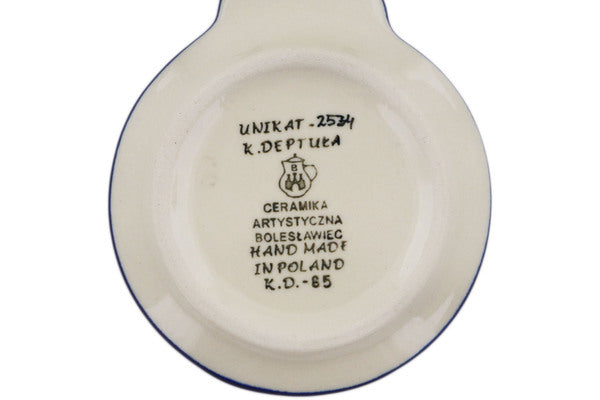 UNIKAT-2534
K.DEPTUŁA
B
CERAMIKA
ARTYSTYCZNA
BOLESŁAWIEC
HAND MADE
IN POLAND
K.D.-85